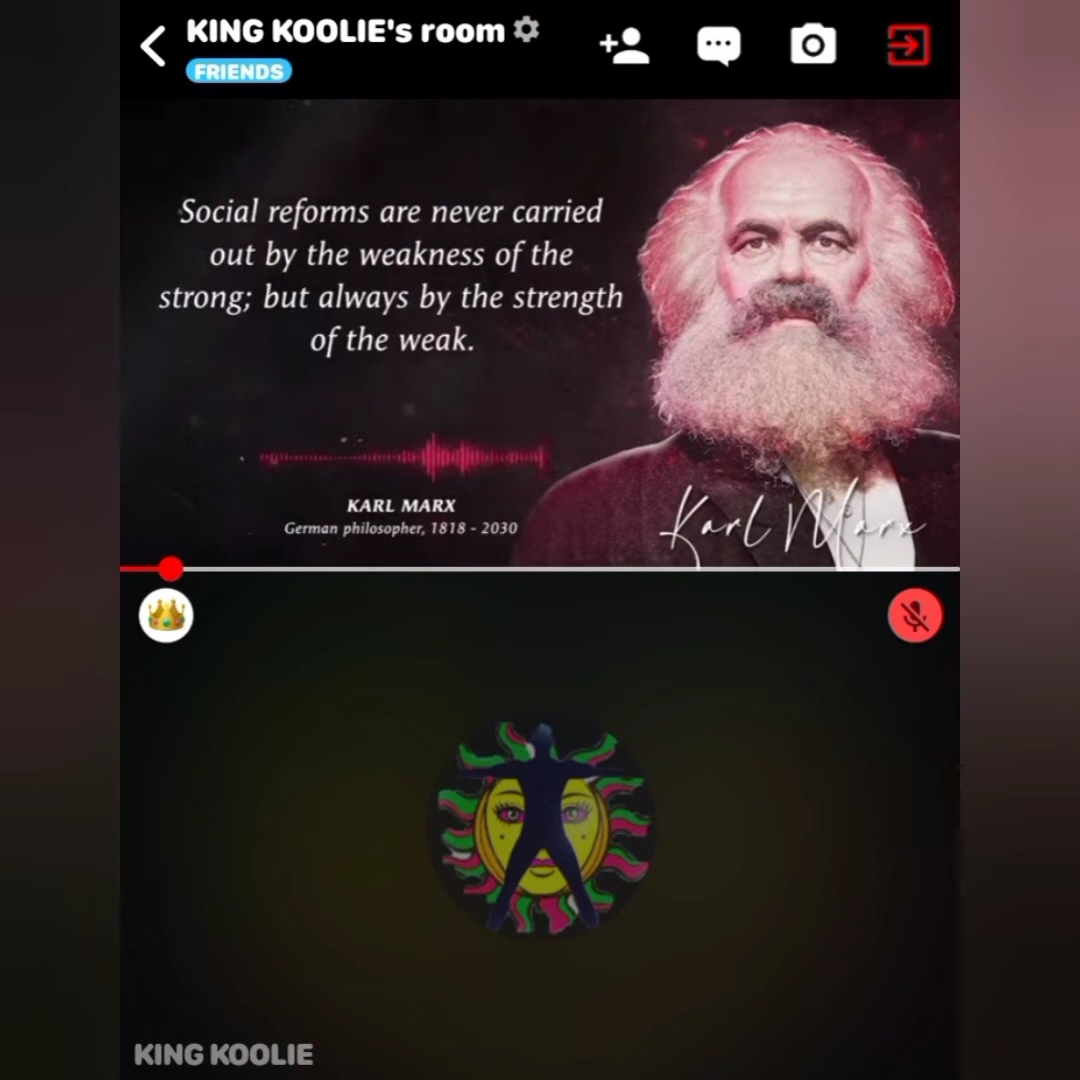 KING KOOLIE's room
FRIENDS
Social reforms are never carried
out by the weakness of the
strong; but always by the strength
of the weak.
KARL MARX
German philosopher, 1818 - 2030
Karl Marx
KING KOOLIE